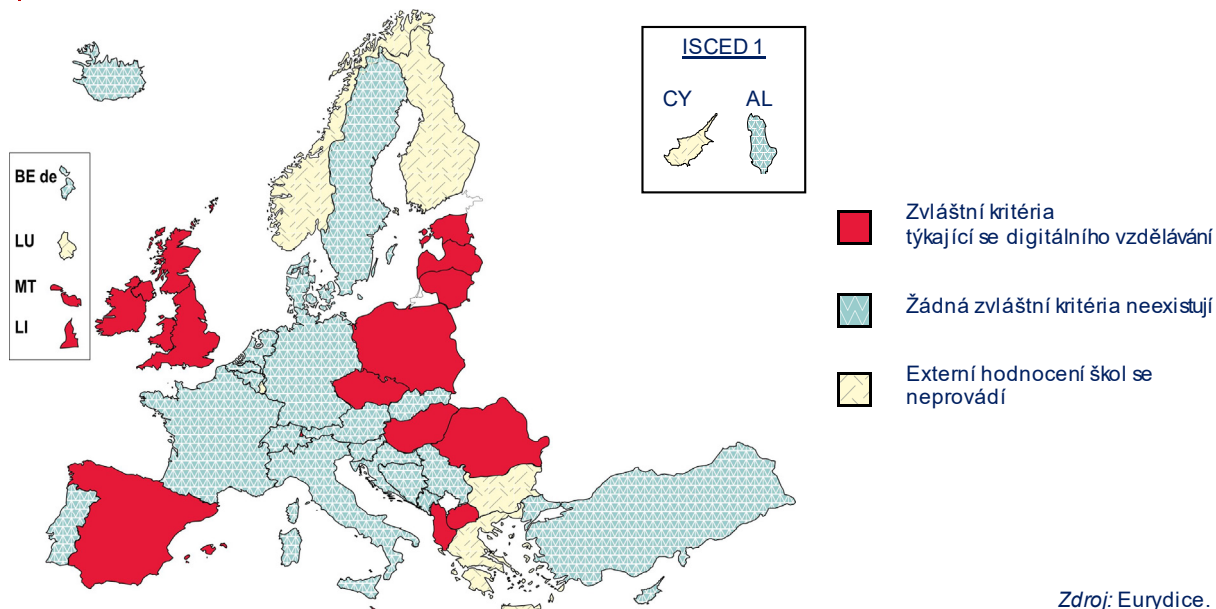 ISCED 1
CY AL
BE de
LU
MT
LI
Zvláštní kritéria
týkající se digitálního vzdělávání
Žádná zvláštní kritéria neexistují
Externí hodnocení škol se
neprovádí
Zdroj: Eurydice.